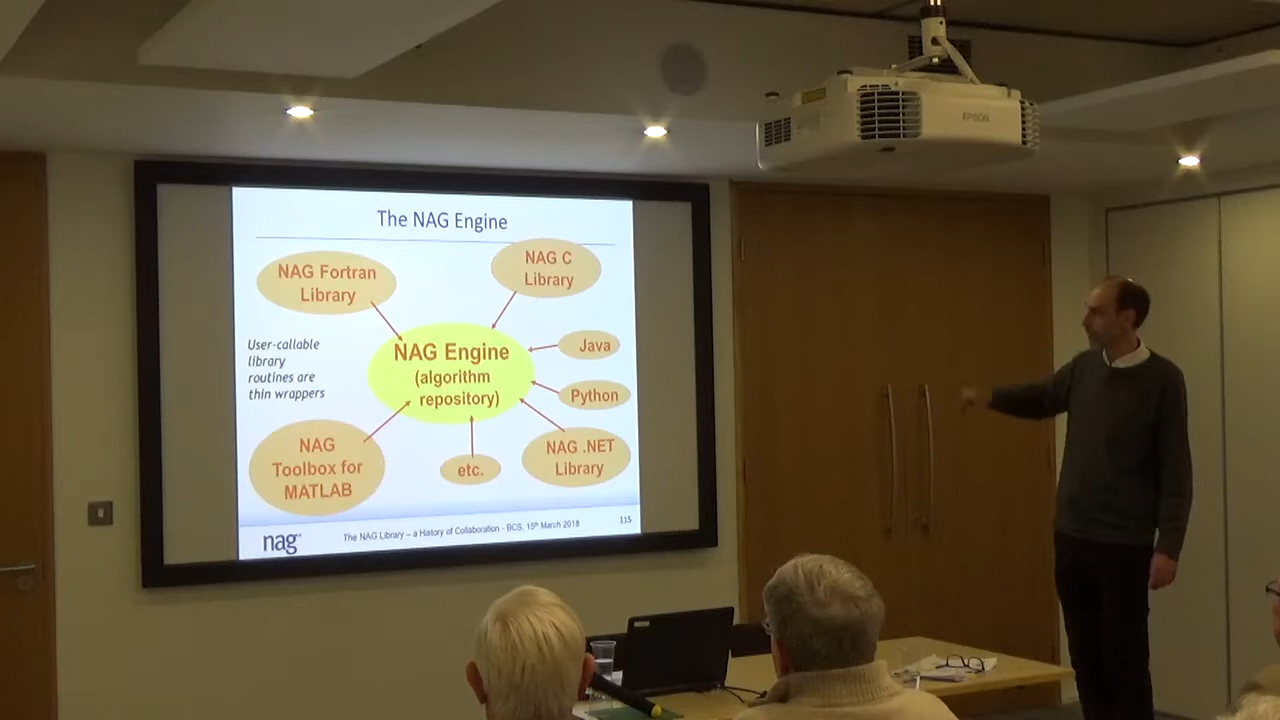 EPSON
The NAG Engine
NAG Fortran
Library
NAG C
Library
User-callable
library
routines are
thin wrappers
NAG Engine
(algorithm
repository)
Java
Python
NAG
Toolbox for
MATLAB
etc.
NAG .NET
Library
nag
The NAG Library – a History of Collaboration - BCS, 15th March 2018
115